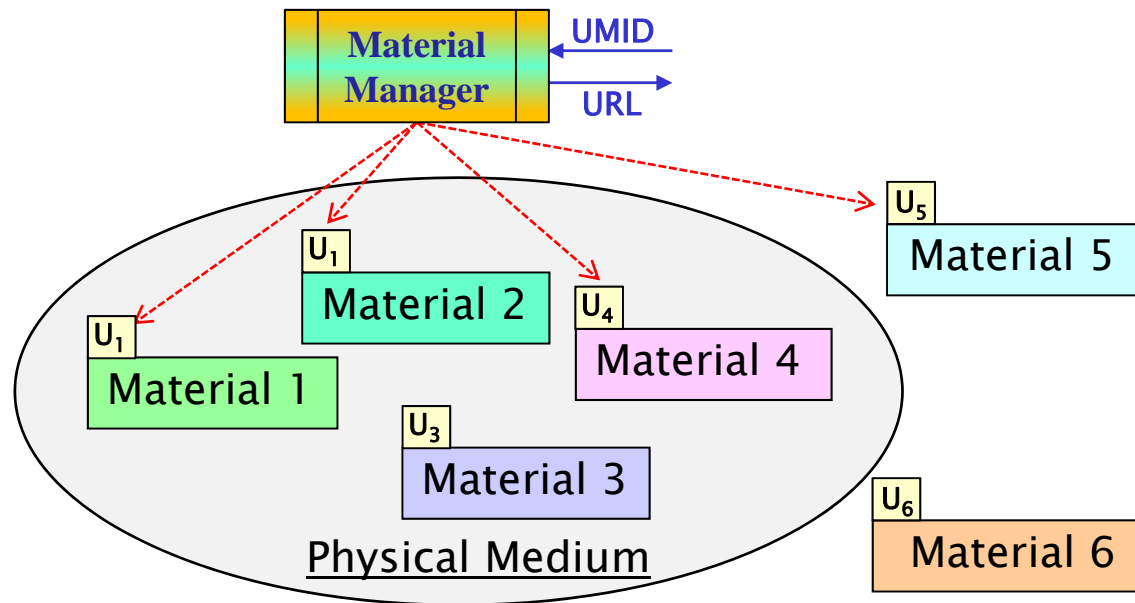 Material
Manager
UMID
URL
U₅
Material 5
U₁
Material 2
U₄
Material 4
U₁
Material 1
U₃
Material 3
U₆
Material 6
Physical Medium